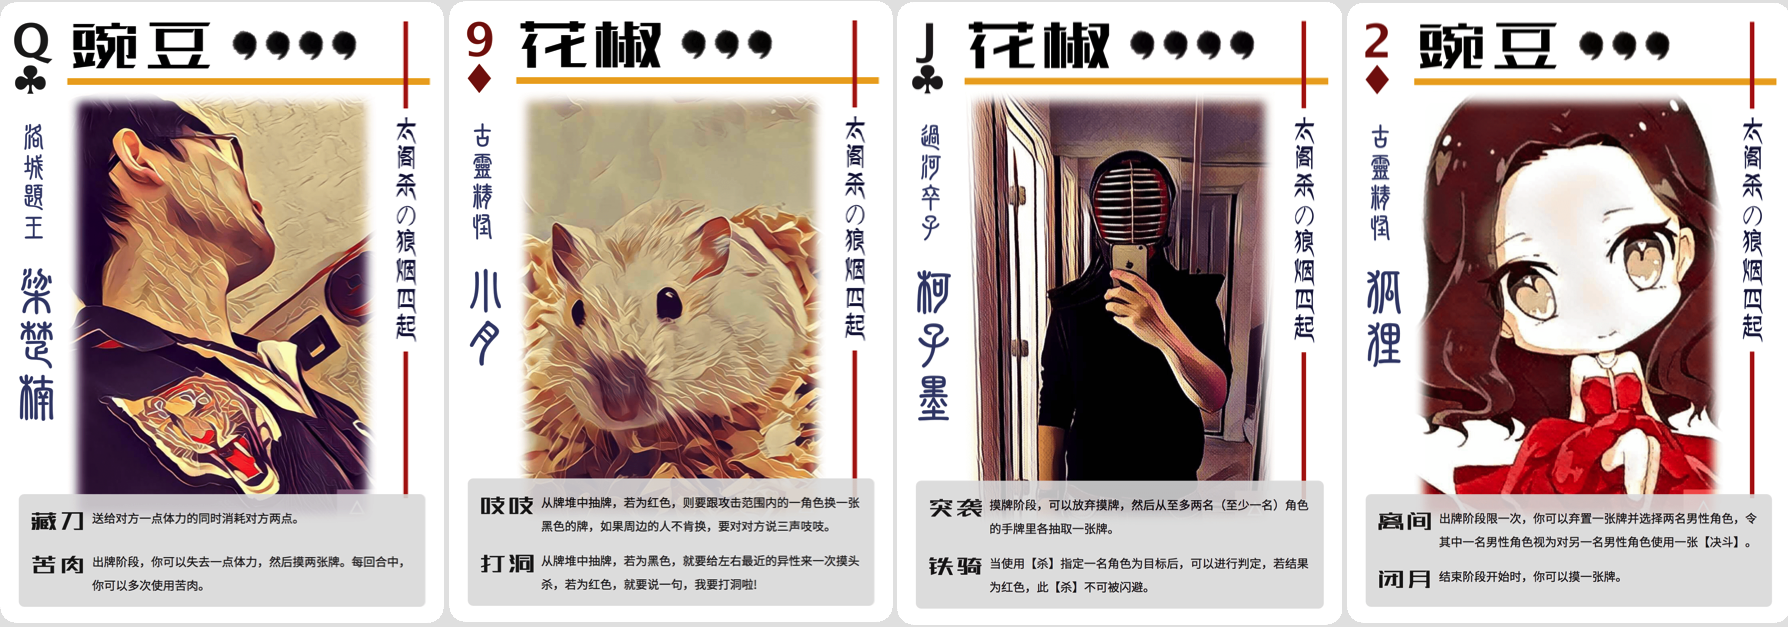 Q
豌豆
洛城題王
梁楚楠
太阁杀の狼烟四起
藏刀 送给对方一点体力的同时消耗对方两点。
苦肉 出牌阶段，你可以失去一点体力，然后摸两张牌。每回合中，
你可以多次使用苦肉。
9
花椒
古靈精怪
小夕
太阁杀の狼烟四起
吱吱 从牌堆中抽牌，若为红色，则要跟攻击范围内的一角色换一张
黑色的牌，如果周边的人不肯换，要对对方说三声吱吱。
打洞 从牌堆中抽牌，若为黑色，就要给左右最近的异性来一次摸头
杀，若为红色，就要说一句，我要打洞啦!
J
花椒
過河卒子
柯子墨
太阁杀の狼烟四起
突袭 摸牌阶段，可以放弃摸牌，然后从至多两名（至少一名）角色
的手牌里各抽取一张牌。
铁骑 当使用【杀】指定一名角色为目标后，可以进行判定，若结果
为红色，此【杀】不可被闪避。
2
豌豆
古靈精怪
狐狸
太阁杀の狼烟四起
离间 出牌阶段限一次，你可以弃置一张牌并选择两名男性角色，令
其中一名男性角色视为对另一名男性角色使用一张【决斗】。
闭月 结束阶段开始时，你可以摸一张牌。